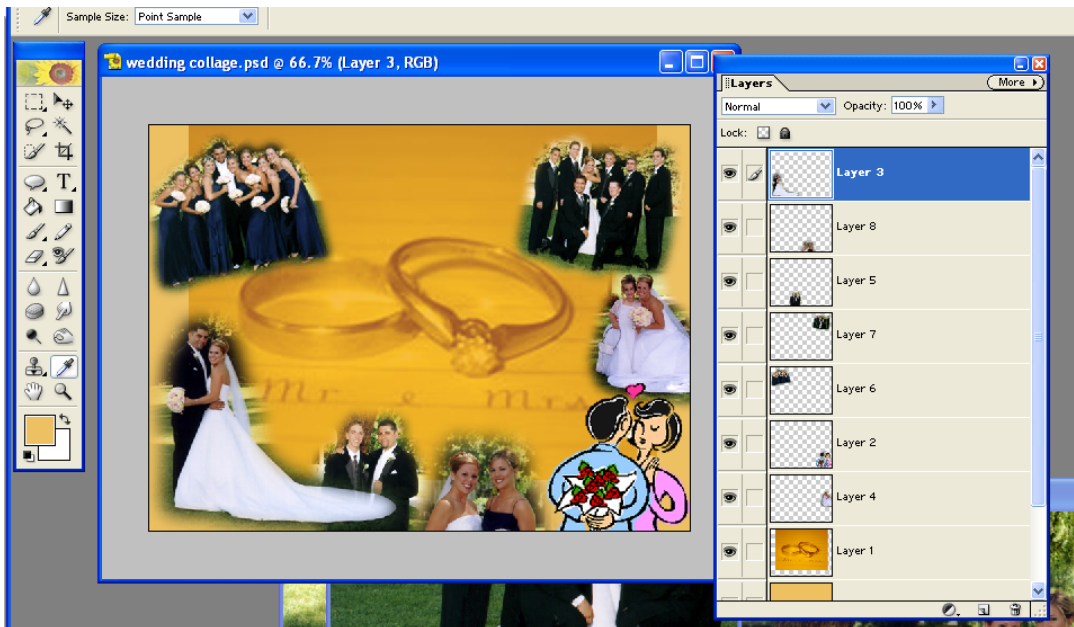 Sample Size: Point Sample
wedding collage.psd @ 66.7% (Layer 3, RGB)
Layers
More
Normal
Opacity: 100%
Lock:
Layer 3
Layer 8
Layer 5
Layer 7
Layer 6
Layer 2
Layer 4
Layer 1
T
Mr e Mrs